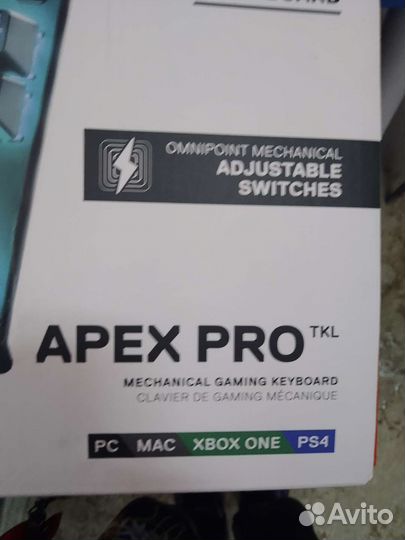 OMNIPOINT MECHANICAL
ADJUSTABLE
SWITCHES
APEX PRO TKL
MECHANICAL GAMING KEYBOARD
CLAVIER DE GAMING MÉCANIQUE
PC MAC XBOX ONE PS4
Avito